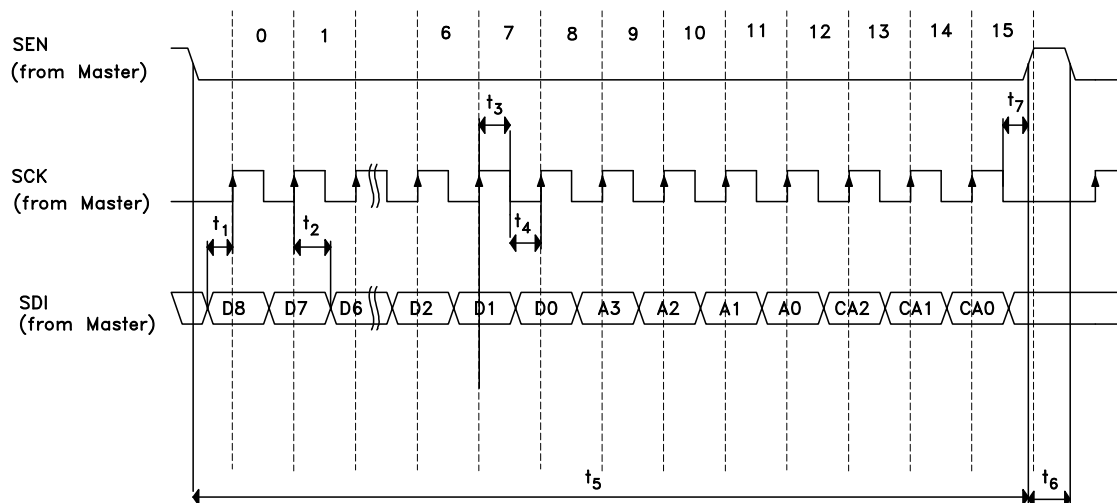 0 1 6 7 8 9 10 11 12 13 14 15
SEN
(from Master)
t3
t7
SCK
(from Master)
t1
t2
t4
SDI
(from Master)
D8 D7 D6 D2 D1 D0 A3 A2 A1 A0 CA2 CA1 CA0
t5
t6